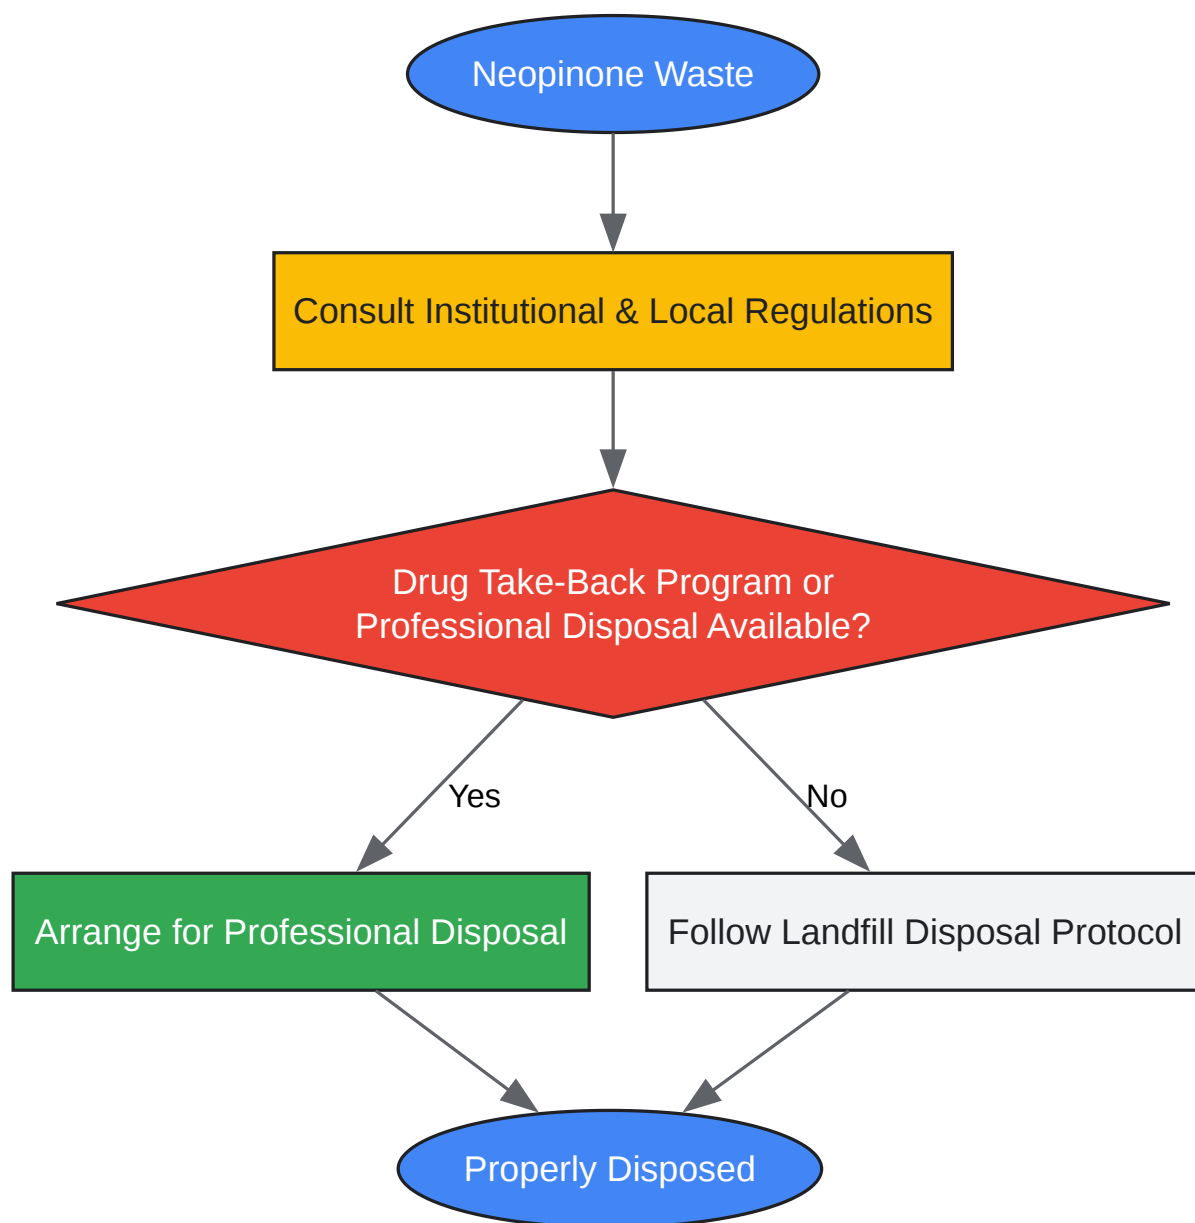 Neopinone Waste
Consult Institutional & Local Regulations
Drug Take-Back Program or
Professional Disposal Available?
Yes
No
Arrange for Professional Disposal
Follow Landfill Disposal Protocol
Properly Disposed